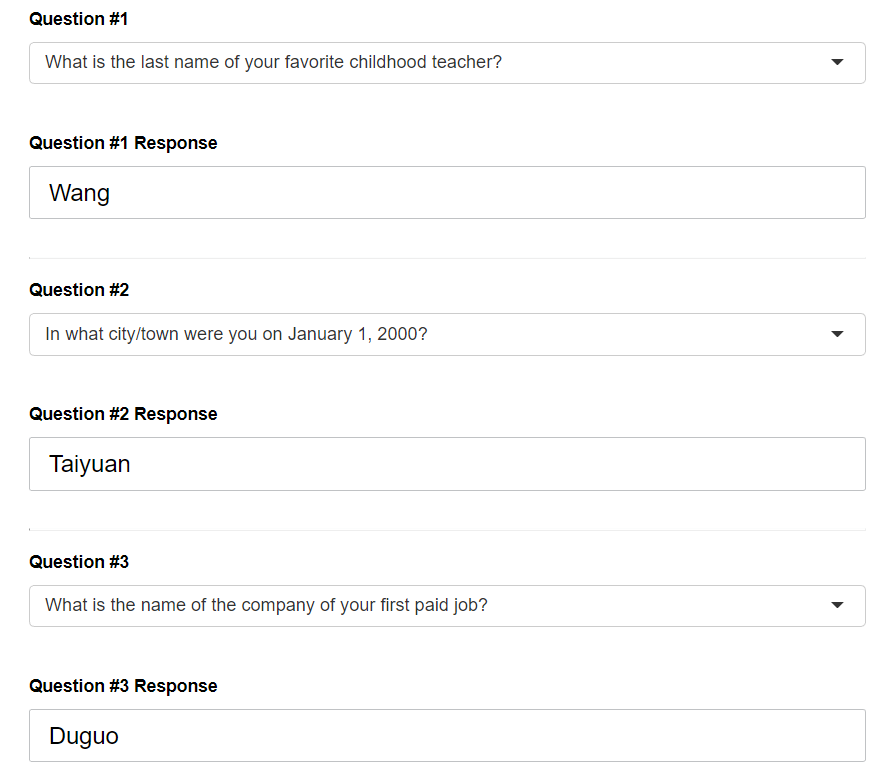 Question #1
What is the last name of your favorite childhood teacher?
Question #1 Response
Wang
Question #2
In what city/town were you on January 1, 2000?
Question #2 Response
Taiyuan
Question #3
What is the name of the company of your first paid job?
Question #3 Response
Duguo